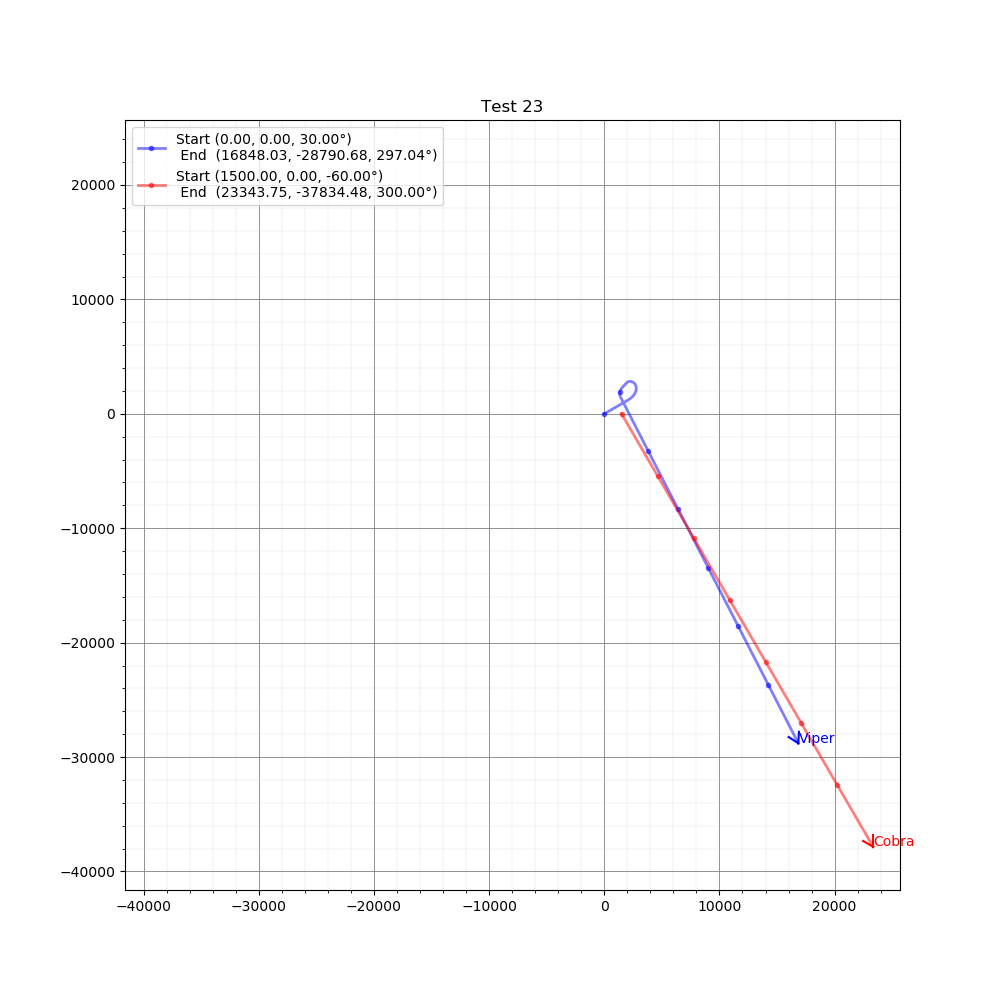 Test 23
Start (0.00, 0.00, 30.00°)
End (16848.03, -28790.68, 297.04°)
Start (1500.00, 0.00, -60.00°)
End (23343.75, -37834.48, 300.00°)
20000
10000
0
−10000
−20000
−30000
−40000
Viper
Cobra
−40000 −30000 −20000 −10000 0 10000 20000